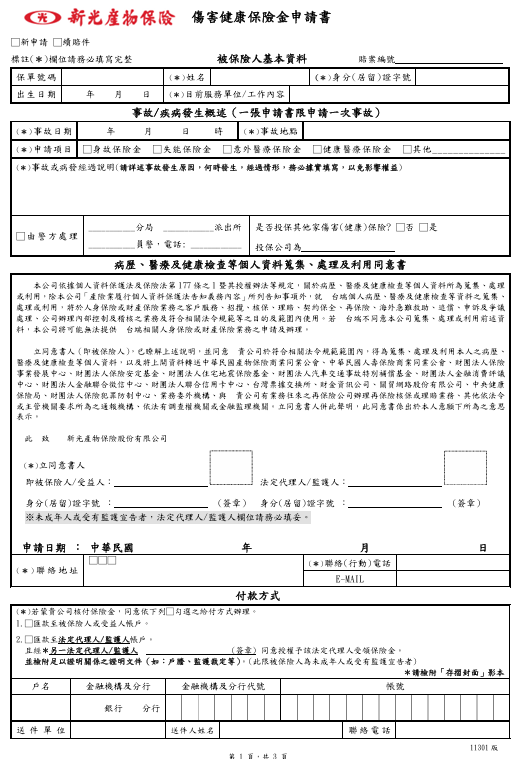 新光產物保險 傷害健康保險金申請書
□新申請 □續賠件
標註(*)欄位請務必填寫完整 被保險人基本資料 賠案編號
保單號碼 (*)姓名 (*)身分(居留)證字號
出生日期 年 月 日 (*)目前服務單位/工作內容
事故/疾病發生概述（一張申請書限申請一次事故）
(*)事故日期 年 月 日 時 (*)事故地點
(*)申請項目 □身故保險金 □失能保險金 □意外醫療保險金 □健康醫療保險金 □其他
(*)事故或病發經過說明(請詳述事故發生原因，何時發生，經過情形，務必據實填寫，以免影響權益)
□由警方處理 分局 派出所 是否投保其他家傷害(健康)保險? □否 □是
員警，電話: 投保公司為
病歷、醫療及健康檢查等個人資料蒐集、處理及利用同意書
本公司依據個人資料保護法及保險法第 177 條之 1 暨其授權辦法等規定，關於病歷、醫療及健康檢查等個人資料所為蒐集、處理
或利用，除本公司「產險業履行個人資料保護法告知義務內容」所列告知事項外，就 台端個人病歷、醫療及健康檢查等資料之蒐集、
處理或利用，將於人身保險或財產保險業務之客戶服務、招攬、核保、理賠、契約保全、再保險、海外急難救助、追償、申訴及爭議
處理、公司辦理內部控制及稽核之業務及符合相關法令規範等之目的及範圍內使用。若 台端不同意本公司蒐集、處理或利用前述資
料，本公司將可能無法提供 台端相關人身保險或財產保險業務之申請及辦理。
立同意書人（即被保險人），已瞭解上述說明，並同意 貴公司於符合相關法令規範範圍內，得為蒐集、處理及利用本人之病歷、
醫療及健康檢查等個人資料，以及將上開資料轉送中華民國產物保險商業同業公會、中華民國人壽保險商業同業公會、財團法人保險
事業發展中心、財團法人保險安定基金、財團法人住宅地震保險基金、財團法人汽車交通事故特別補償基金、財團法人金融消費評議
中心、財團法人金融聯合徵信中心、財團法人聯合信用卡中心、台灣票據交換所、財金資訊公司、關貿網路股份有限公司、中央健康
保險局、財團法人保險犯罪防制中心、業務委外機構、與 貴公司有業務往來之再保險公司辦理再保險核保或理賠業務、其他依法令
或主管機關要求所為之通報機構、依法有調查權機關或金融監理機關。立同意書人併此聲明，此同意書係出於本人意願下所為之意思
表示。
此 致 新光產物保險股份有限公司
(*)立同意書人
即被保險人/受益人： 法定代理人/監護人：
身分(居留)證字號 ： (簽章) 身分(居留)證字號 ： (簽章)
※未成年人或受有監護宣告者，法定代理人/監護人欄位請務必填妥。
申請日期 ： 中華民國 年 月 日
(*)聯絡地址 □□□ (*)聯絡(行動)電話
E-MAIL
付款方式
(*)若蒙貴公司核付保險金，同意依下列□勾選之給付方式辦理。
1.□匯款至被保險人或受益人帳戶。
2.□匯款至法定代理人/監護人帳戶。
且經*另一法定代理人/監護人 (簽章) 同意授權予該法定代理人受領保險金。
並檢附足以證明關係之證明文件（如：戶謄、監護裁定等）。(此限被保險人為未成年人或受有監護宣告者)
*請檢附「存摺封面」影本
戶名 金融機構及分行 金融機構及分行代號 帳號
銀行 分行
送件單位 送件人姓名 聯絡電話
11301 版
第 1 頁，共 3 頁